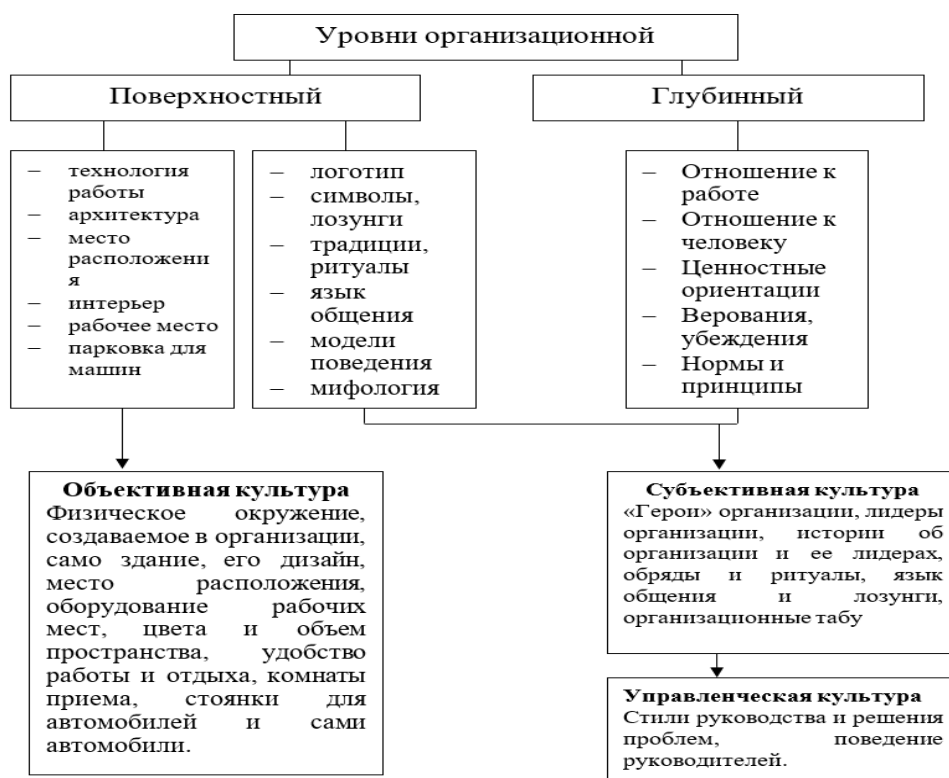 Уровни организационной
Поверхностный
Глубинный
– технология
работы
– архитектура
– место
расположени
я
– интерьер
– рабочее место
– парковка для
машин
– логотип
– символы,
лозунги
– традиции,
ритуалы
– язык
общения
– модели
поведения
– мифология
– Отношение к
работе
– Отношение к
человеку
– Ценностные
ориентации
– Верования,
убеждения
– Нормы и
принципы
Объективная культура
Физическое окружение,
создаваемое в организации,
само здание, его дизайн,
место расположения,
оборудование рабочих
мест, цвета и объем
пространства, удобство
работы и отдыха, комнаты
приема, стоянки для
автомобилей и сами
автомобили.
Субъективная культура
«Герои» организации, лидеры
организации, истории об
организации и ее лидерах,
обряды и ритуалы, язык
общения и лозунги,
организационные табу
Управленческая культура
Стили руководства и решения
проблем, поведение
руководителей.